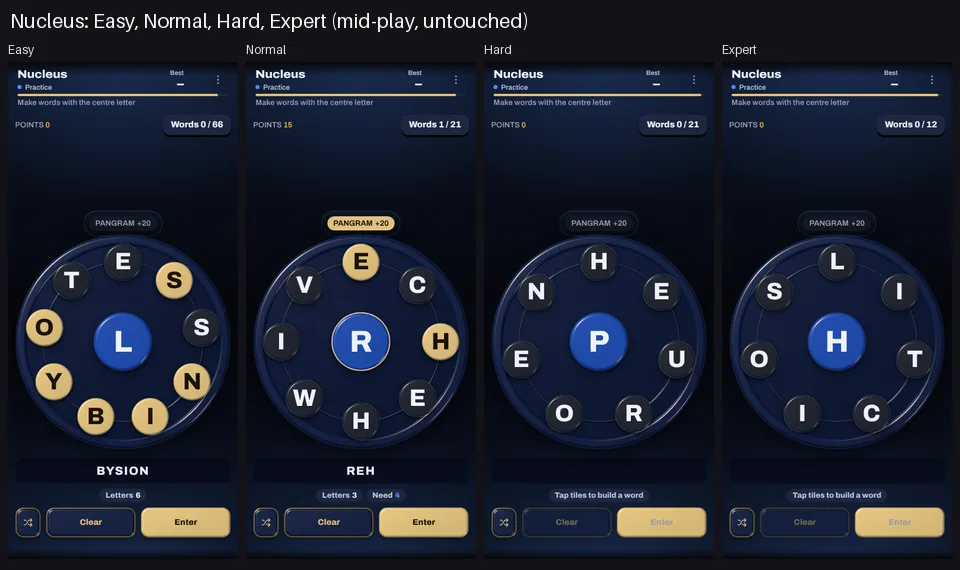 Nucleus: Easy, Normal, Hard, Expert (mid-play, untouched)
Easy
Nucleus
Best
Practice
–
Make words with the centre letter
POINTS 0
Words 0 / 66
PANGRAM +20
E
T
S
O
S
L
Y
N
B
I
BYSION
Letters 6
Clear
Enter
Normal
Nucleus
Best
Practice
–
Make words with the centre letter
POINTS 15
Words 1 / 21
PANGRAM +20
E
V
C
I
R
H
W
E
H
REH
Letters 3
Need 4
Clear
Enter
Hard
Nucleus
Best
Practice
–
Make words with the centre letter
POINTS 0
Words 0 / 21
PANGRAM +20
H
N
E
P
E
U
O
R
Tap tiles to build a word
Clear
Enter
Expert
Nucleus
Best
Practice
–
Make words with the centre letter
POINTS 0
Words 0 / 12
PANGRAM +20
L
S
I
H
O
T
I
C
Tap tiles to build a word
Clear
Enter